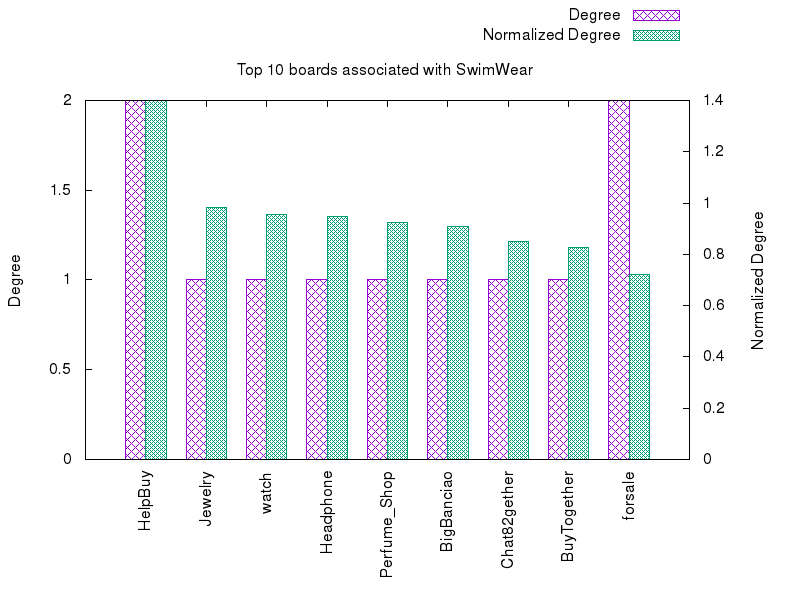 Degree
Normalized Degree
Top 10 boards associated with SwimWear
2
1.5
1
0.5
0
1.4
1.2
1
0.8
0.6
0.4
0.2
0
Degree
Normalized Degree
HelpBuy
Jewelry
watch
Headphone
Perfume_Shop
BigBanciao
Chat82gether
BuyTogether
forsale